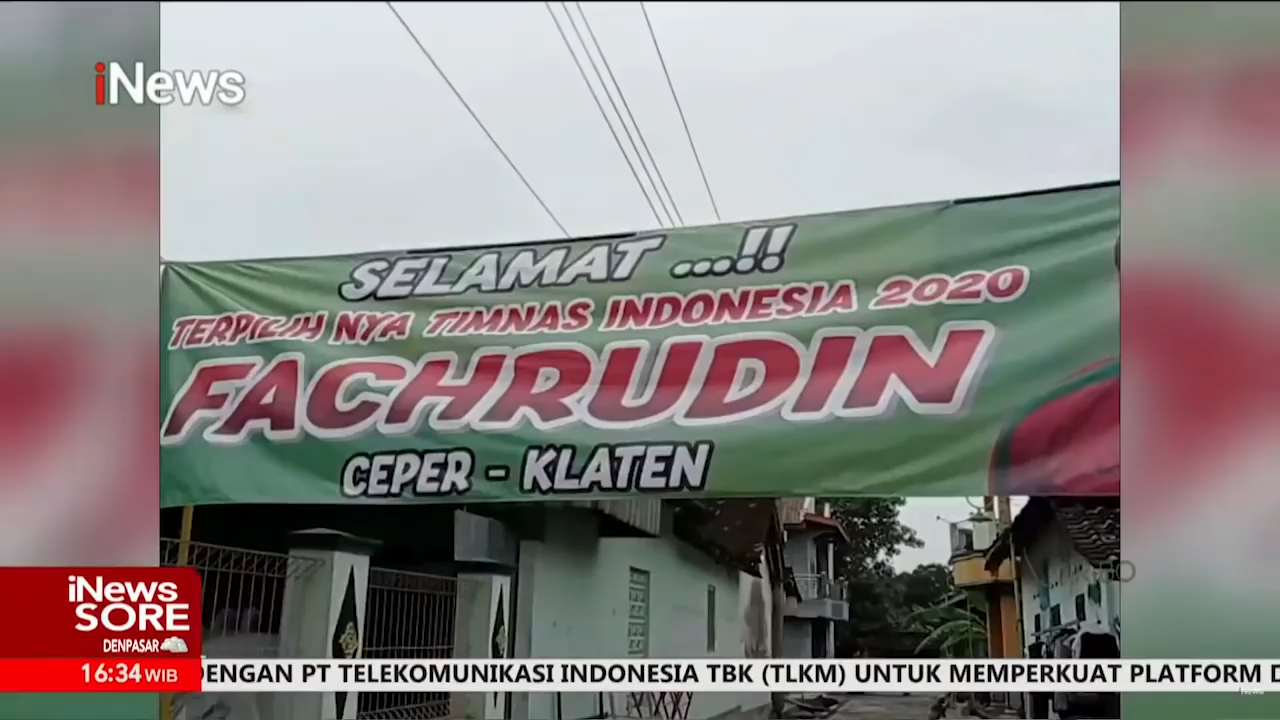 iNews
SELAMAT ...!!
TERPILIH NYA TIMNAS INDONESIA 2020
FACHRUDIN
CEPER - KLATEN
iNews
SORE
DENPASAR
16:34 WIB
DENGAN PT TELEKOMUNIKASI INDONESIA TBK (TLKM) UNTUK MEMPERKUAT PLATFORM D
iNews